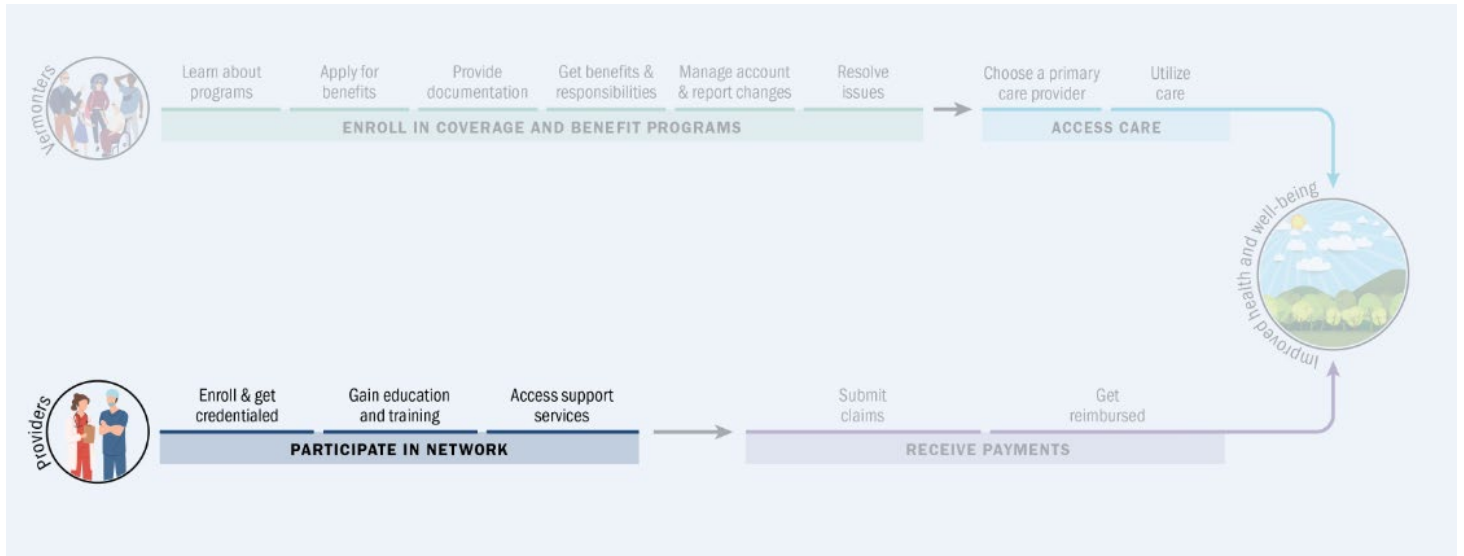 Vermonters
Learn about
programs
Apply for
benefits
Provide
documentation
Get benefits &
responsibilities
Manage account
& report changes
Resolve
issues
ENROLL IN COVERAGE AND BENEFIT PROGRAMS
Choose a primary
care provider
Utilize
care
ACCESS CARE
Improved health and well-being
Providers
Enroll & get
credentialed
Gain education
and training
Access support
services
PARTICIPATE IN NETWORK
Submit
claims
Get
reimbursed
RECEIVE PAYMENTS